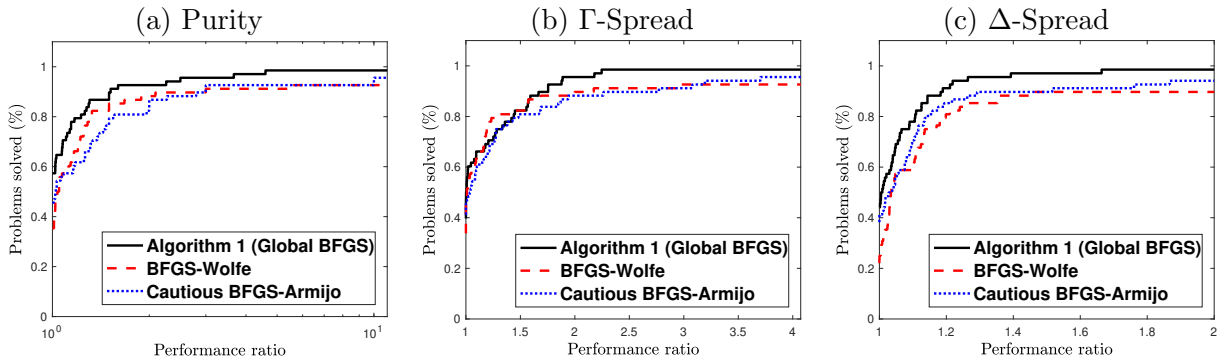 (a) Purity
Problems solved (%)
1
0.8
0.6
0.4
0.2
0
Algorithm 1 (Global BFGS)
BFGS-Wolfe
Cautious BFGS-Armijo
10^0
10^1
Performance ratio
(b) Γ-Spread
Problems solved (%)
1
0.8
0.6
0.4
0.2
0
Algorithm 1 (Global BFGS)
BFGS-Wolfe
Cautious BFGS-Armijo
1
1.5
2
2.5
3
3.5
4
Performance ratio
(c) Δ-Spread
Problems solved (%)
1
0.8
0.6
0.4
0.2
0
Algorithm 1 (Global BFGS)
BFGS-Wolfe
Cautious BFGS-Armijo
1
1.2
1.4
1.6
1.8
2
Performance ratio